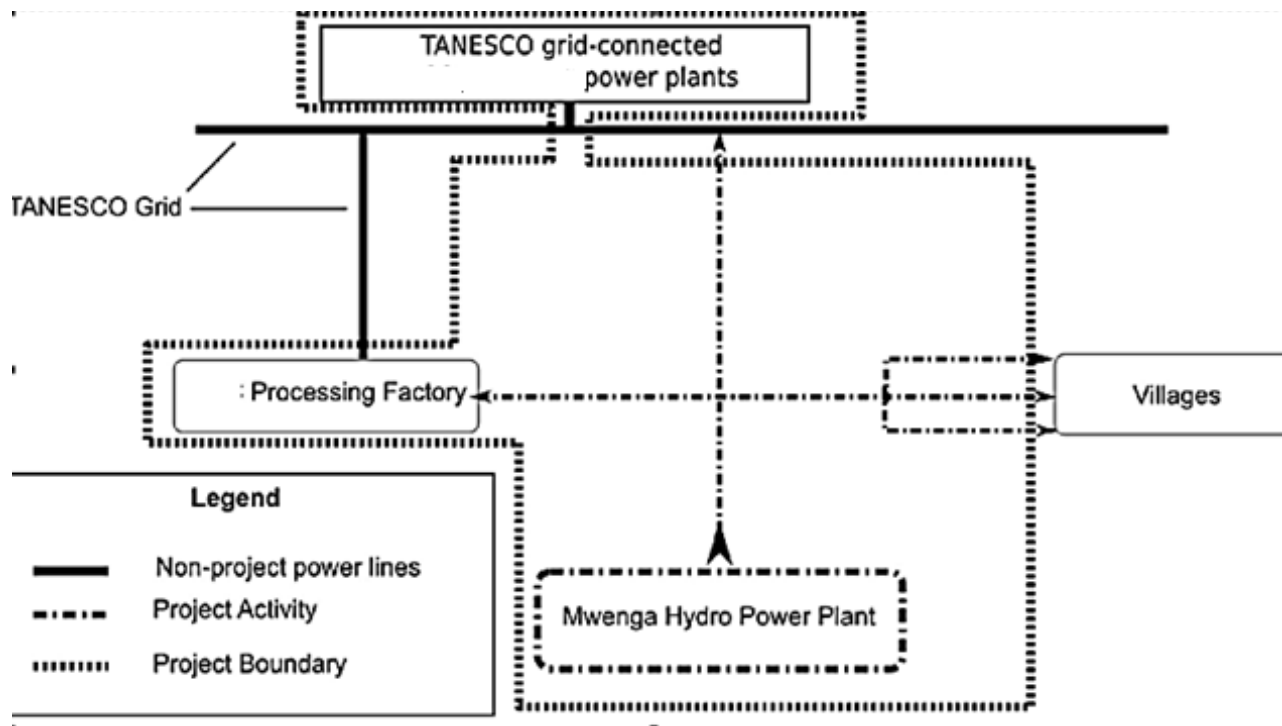 TANESCO grid-connected
power plants
TANESCO Grid
: Processing Factory
Villages
Legend
Non-project power lines
Project Activity
Project Boundary
Mwenga Hydro Power Plant